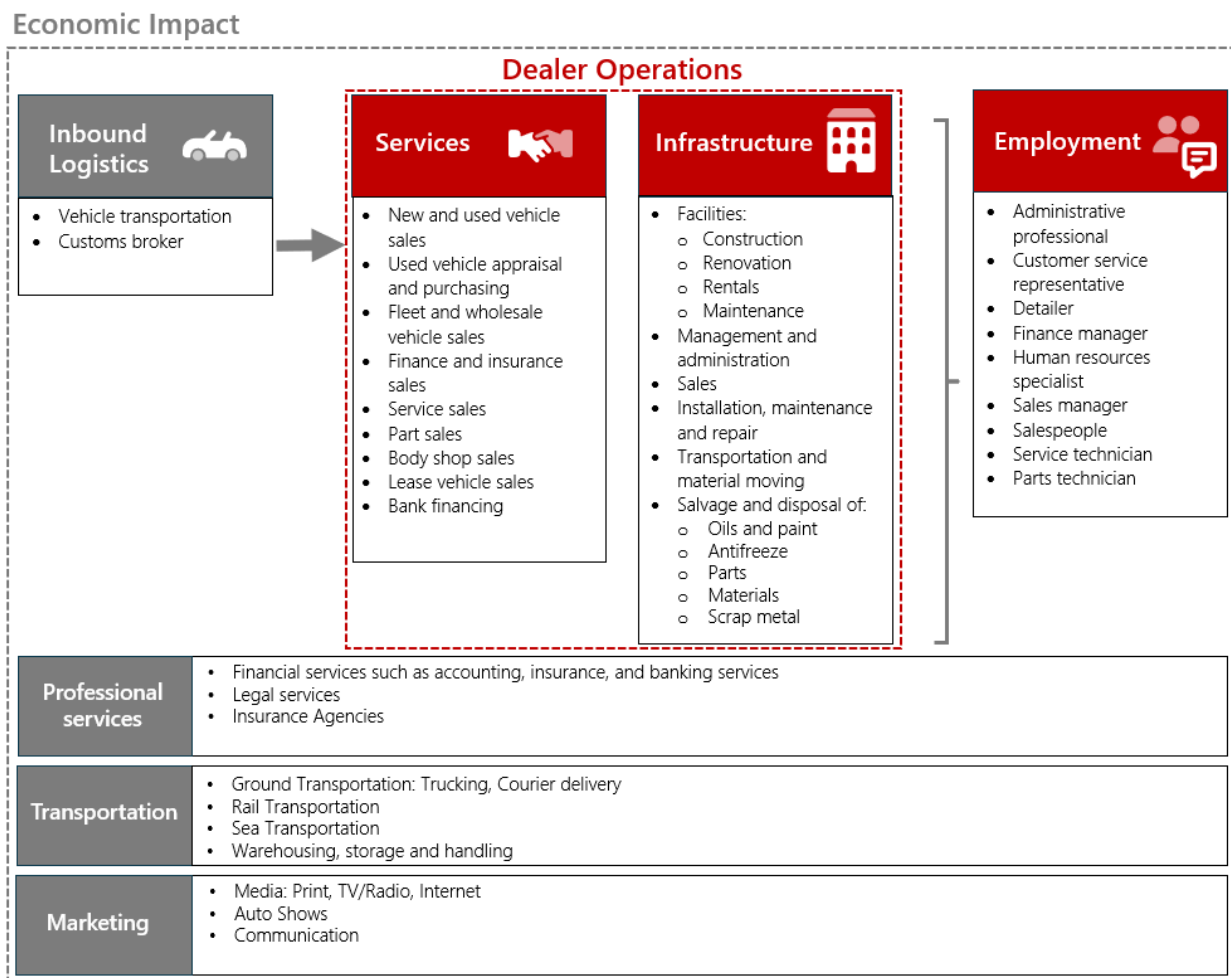 Economic Impact
Dealer Operations
Inbound
Logistics
• Vehicle transportation
• Customs broker
Services
• New and used vehicle
sales
• Used vehicle appraisal
and purchasing
• Fleet and wholesale
vehicle sales
• Finance and insurance
sales
• Service sales
• Part sales
• Body shop sales
• Lease vehicle sales
• Bank financing
Infrastructure
• Facilities:
o Construction
o Renovation
o Rentals
o Maintenance
• Management and
administration
• Sales
• Installation, maintenance
and repair
• Transportation and
material moving
• Salvage and disposal of:
o Oils and paint
o Antifreeze
o Parts
o Materials
o Scrap metal
Employment
• Administrative
professional
• Customer service
representative
• Detailer
• Finance manager
• Human resources
specialist
• Sales manager
• Salespeople
• Service technician
• Parts technician
Professional
services
• Financial services such as accounting, insurance, and banking services
• Legal services
• Insurance Agencies
Transportation
• Ground Transportation: Trucking, Courier delivery
• Rail Transportation
• Sea Transportation
• Warehousing, storage and handling
Marketing
• Media: Print, TV/Radio, Internet
• Auto Shows
• Communication